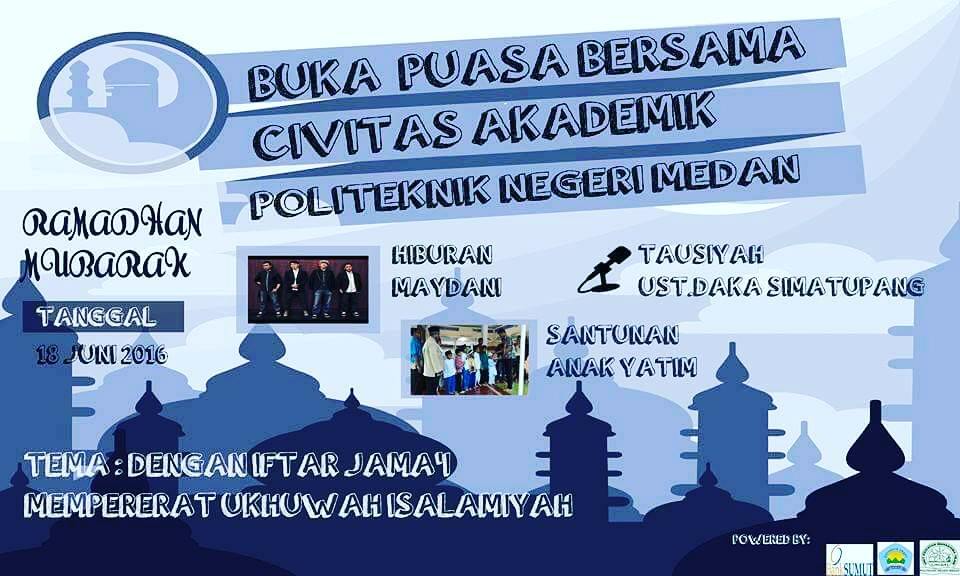 BUKA PUASA BERSAMA
CIVITAS AKADEMIK
POLITEKNIK NEGERI MEDAN
RAMADHAN
MUBARAK
TANGGAL
18 JUNI 2016
HIBURAN
MAYDANI
TAUSIYAH
UST.DAKA SIMATUPANG
SANTUNAN
ANAK YATIM
TEMA : DENGAN IFTAR JAMA'I
MEMPERERAT UKHUWAH ISALAMIYAH
POWERED BY:
SUMUT